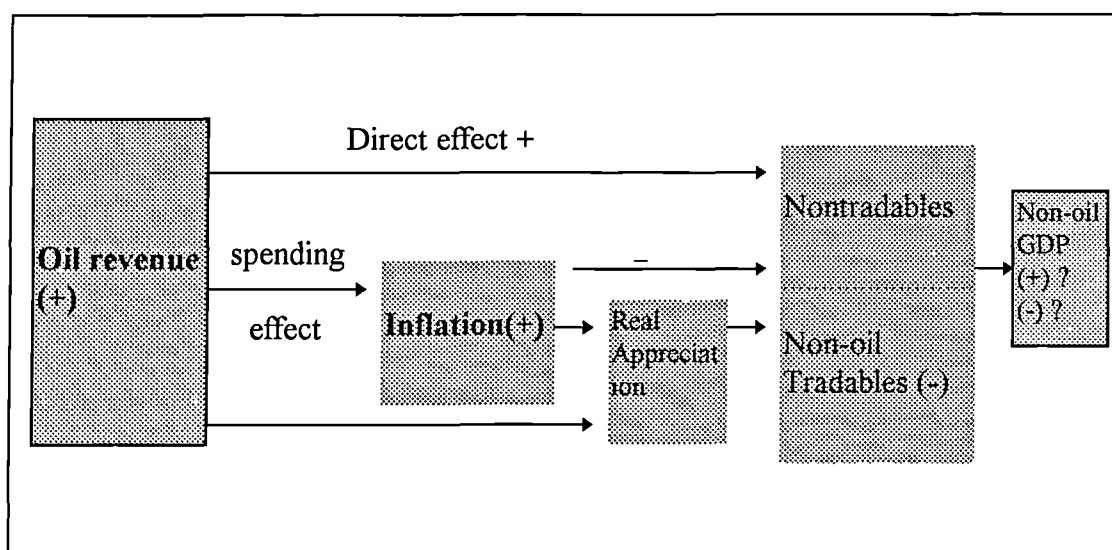 Direct effect +
Oil revenue
(+)
spending
effect
Inflation(+)
–
Real
Appreciat
ion
Nontradables
Non-oil
Tradables (-)
Non-oil
GDP
(+) ?
(-) ?